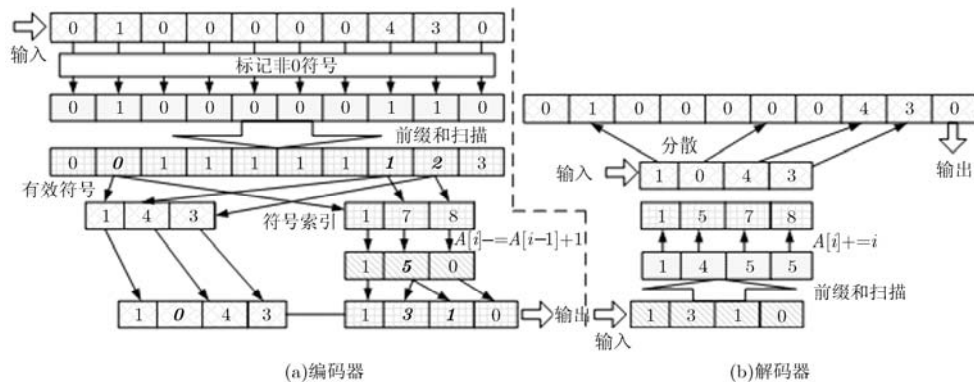 0 1 0 0 0 0 0 4 3 0
输入
标记非0符号
0 1 0 0 0 0 0 1 1 0
前缀和扫描
0 0 1 1 1 1 1 1 2 3
有效符号
1 4 3
符号索引
1 7 8
A[i]-=A[i-1]+1
1 5 0
1 0 4 3
1 3 1 0
输出
(a)编码器
0 1 0 0 0 0 0 4 3 0
分散
输出
输入
1 0 4 3
1 5 7 8
A[i]+=i
1 4 5 5
前缀和扫描
1 3 1 0
输入
(b)解码器